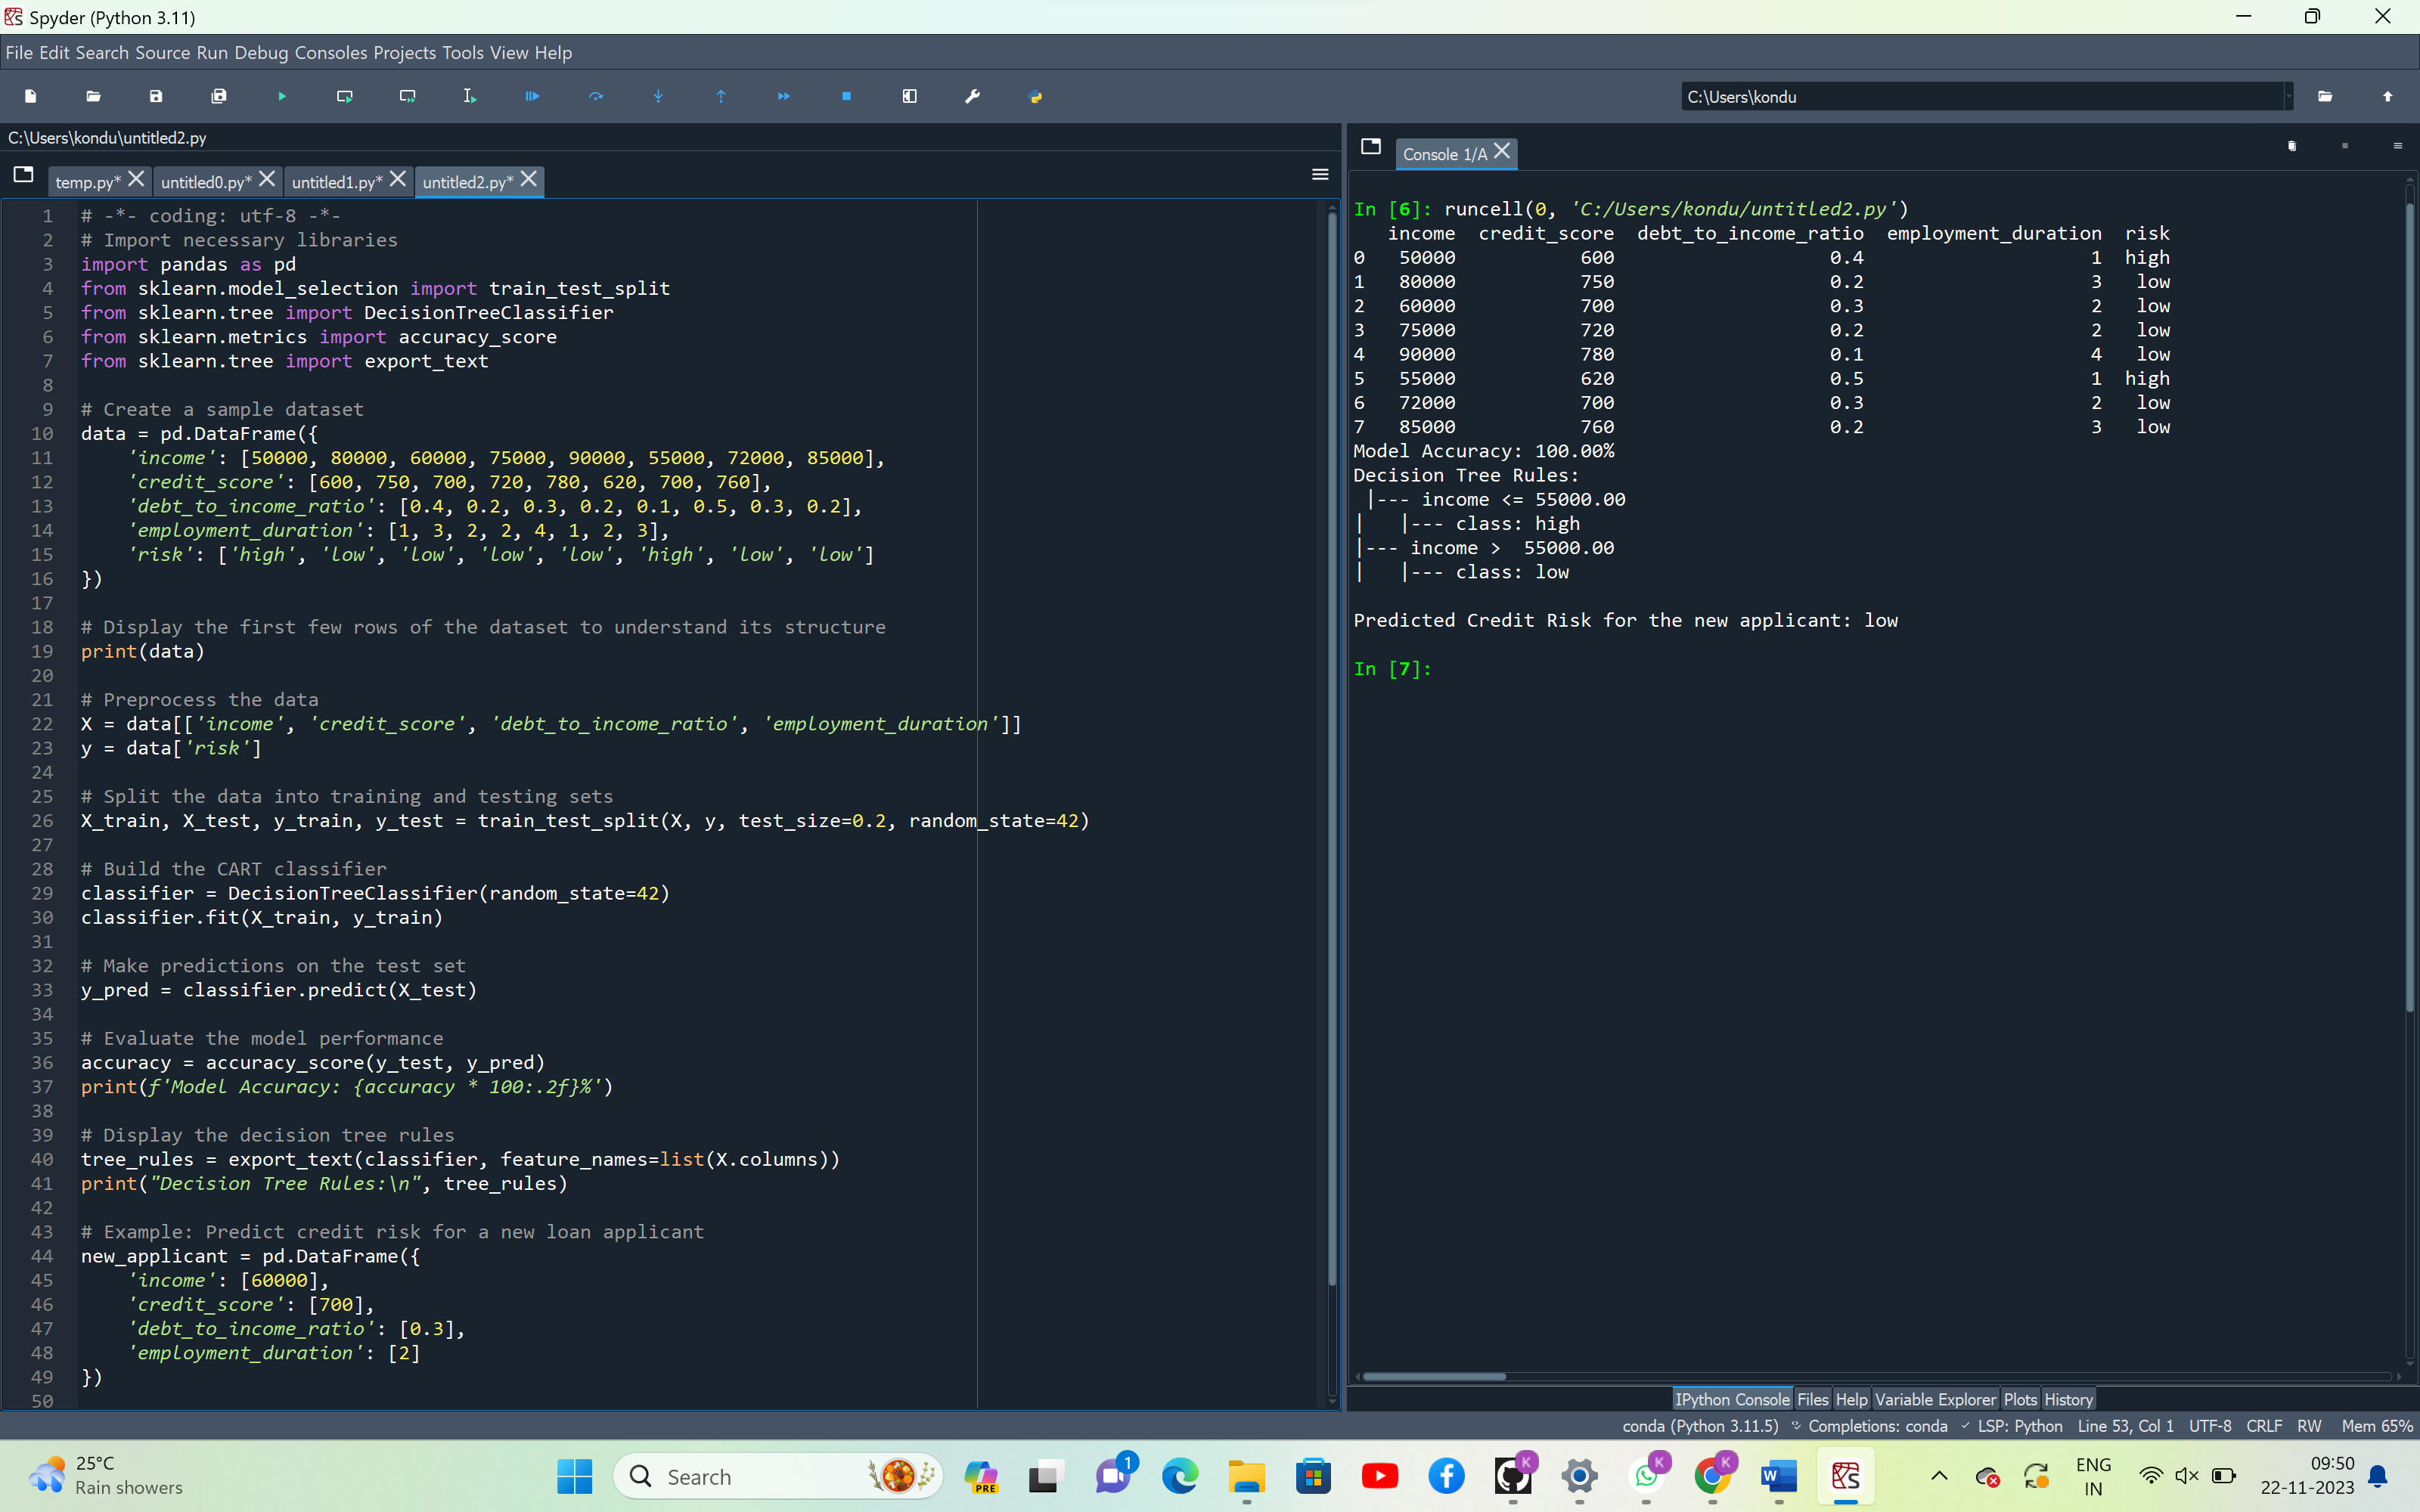 Spyder (Python 3.11)
File Edit Search Source Run Debug Consoles Projects Tools View Help
C:\Users\kondu
C:\Users\kondu\untitled2.py
temp.py* untitled0.py* untitled1.py* untitled2.py*
1 # -*- coding: utf-8 -*-
2 # Import necessary libraries
3 import pandas as pd
4 from sklearn.model_selection import train_test_split
5 from sklearn.tree import DecisionTreeClassifier
6 from sklearn.metrics import accuracy_score
7 from sklearn.tree import export_text
8
9 # Create a sample dataset
10 data = pd.DataFrame({
11     'income': [50000, 80000, 60000, 75000, 90000, 55000, 72000, 85000],
12     'credit_score': [600, 750, 700, 720, 780, 620, 700, 760],
13     'debt_to_income_ratio': [0.4, 0.2, 0.3, 0.2, 0.1, 0.5, 0.3, 0.2],
14     'employment_duration': [1, 3, 2, 2, 4, 1, 2, 3],
15     'risk': ['high', 'low', 'low', 'low', 'low', 'high', 'low', 'low']
16 })
17
18 # Display the first few rows of the dataset to understand its structure
19 print(data)
20
21 # Preprocess the data
22 X = data[['income', 'credit_score', 'debt_to_income_ratio', 'employment_duration']]
23 y = data['risk']
24
25 # Split the data into training and testing sets
26 X_train, X_test, y_train, y_test = train_test_split(X, y, test_size=0.2, random_state=42)
27
28 # Build the CART classifier
29 classifier = DecisionTreeClassifier(random_state=42)
30 classifier.fit(X_train, y_train)
31
32 # Make predictions on the test set
33 y_pred = classifier.predict(X_test)
34
35 # Evaluate the model performance
36 accuracy = accuracy_score(y_test, y_pred)
37 print(f'Model Accuracy: {accuracy * 100:.2f}%')
38
39 # Display the decision tree rules
40 tree_rules = export_text(classifier, feature_names=list(X.columns))
41 print("Decision Tree Rules:\n", tree_rules)
42
43 # Example: Predict credit risk for a new loan applicant
44 new_applicant = pd.DataFrame({
45     'income': [60000],
46     'credit_score': [700],
47     'debt_to_income_ratio': [0.3],
48     'employment_duration': [2]
49 })
50
Console 1/A
In [6]: runcell(0, 'C:/Users/kondu/untitled2.py')
   income  credit_score  debt_to_income_ratio  employment_duration  risk
0   50000           600                   0.4                    1  high
1   80000           750                   0.2                    3   low
2   60000           700                   0.3                    2   low
3   75000           720                   0.2                    2   low
4   90000           780                   0.1                    4   low
5   55000           620                   0.5                    1  high
6   72000           700                   0.3                    2   low
7   85000           760                   0.2                    3   low
Model Accuracy: 100.00%
Decision Tree Rules:
 |--- income <= 55000.00
|   |--- class: high
|--- income >  55000.00
|   |--- class: low
Predicted Credit Risk for the new applicant: low
In [7]:
IPython Console Files Help Variable Explorer Plots History
conda (Python 3.11.5) Completions: conda LSP: Python Line 53, Col 1 UTF-8 CRLF RW Mem 65%
25°C
Rain showers
Search
PRE
1
K
K
K
W
ENG
IN
09:50
22-11-2023